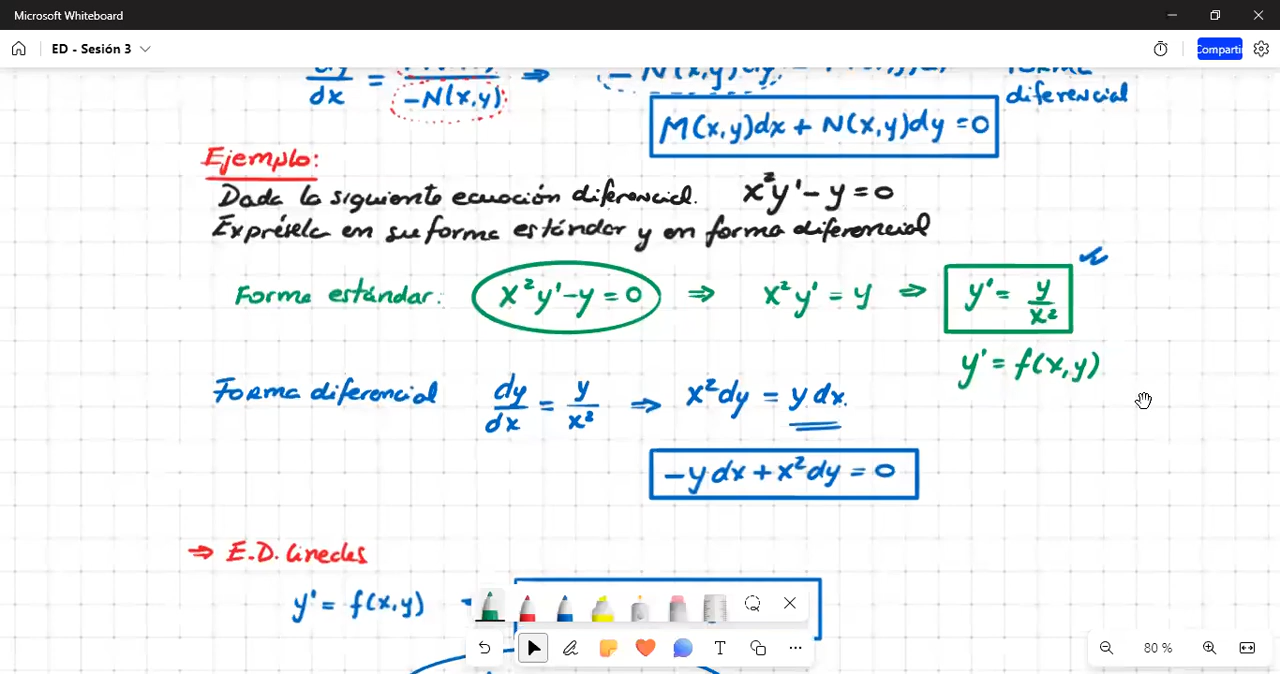 Microsoft Whiteboard
ED - Sesión 3
Compartir
dy/dx = /-N(x,y) ⇒ -N(x,y)dy
diferencial
M(x,y)dx + N(x,y)dy = 0
Ejemplo:
Dada la siguiente ecuación diferencial. x²y' - y = 0
Exprésela en su forma estándar y en forma diferencial
Forma estándar: x²y' - y = 0 ⇒ x²y' = y ⇒ y' = y/x²
y' = f(x,y)
Forma diferencial dy/dx = y/x² ⇒ x²dy = y dx.
-y dx + x²dy = 0
⇒ E.D. Lineales
y' = f(x,y)
T
80 %